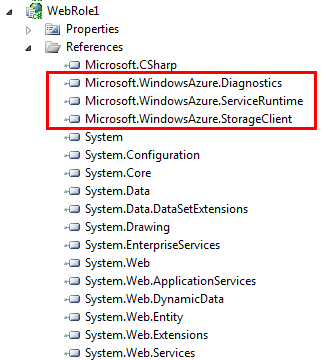 WebRole1
Properties
References
Microsoft.CSharp
Microsoft.WindowsAzure.Diagnostics
Microsoft.WindowsAzure.ServiceRuntime
Microsoft.WindowsAzure.StorageClient
System
System.Configuration
System.Core
System.Data
System.Data.DataSetExtensions
System.Drawing
System.EnterpriseServices
System.Web
System.Web.ApplicationServices
System.Web.DynamicData
System.Web.Entity
System.Web.Extensions
System.Web.Services